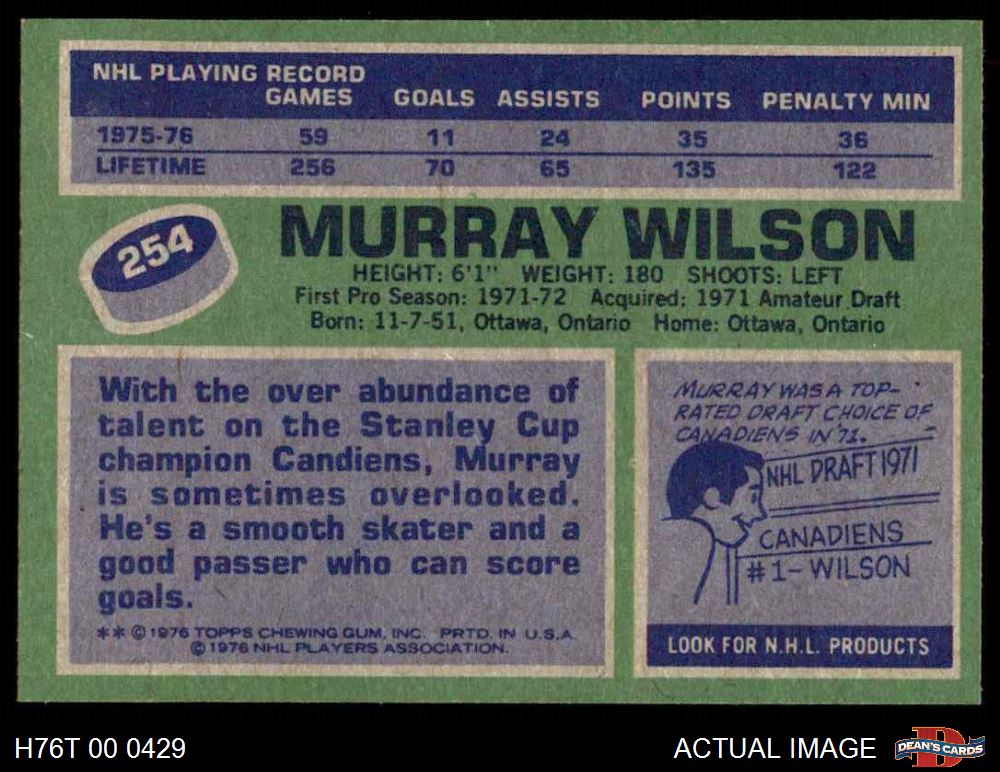 NHL PLAYING RECORD
GAMES GOALS ASSISTS POINTS PENALTY MIN
1975-76 59 11 24 35 36
LIFETIME 256 70 65 135 122
254
MURRAY WILSON
HEIGHT: 6'1" WEIGHT: 180 SHOOTS: LEFT
First Pro Season: 1971-72 Acquired: 1971 Amateur Draft
Born: 11-7-51, Ottawa, Ontario Home: Ottawa, Ontario
With the over abundance of
talent on the Stanley Cup
champion Candiens, Murray
is sometimes overlooked.
He's a smooth skater and a
good passer who can score
goals.
** © 1976 TOPPS CHEWING GUM, INC. PRTD. IN U.S.A.
© 1976 NHL PLAYERS ASSOCIATION.
MURRAY WAS A TOP-
RATED DRAFT CHOICE OF
CANADIENS IN '71.
NHL DRAFT 1971
CANADIENS
#1- WILSON
LOOK FOR N.H.L. PRODUCTS
H76T 00 0429
ACTUAL IMAGE
D
DEAN'S CARDS